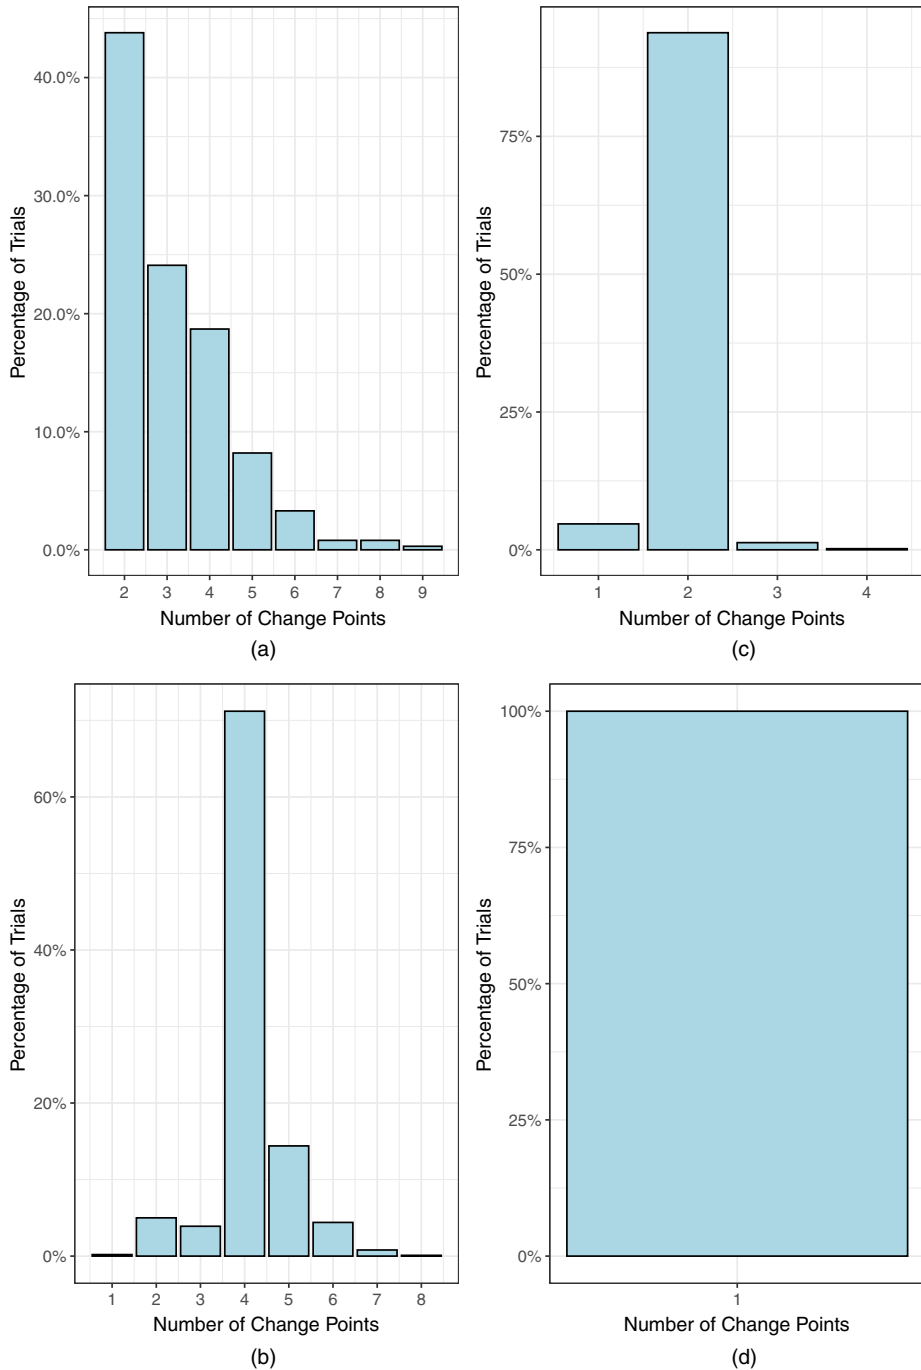 Percentage of Trials
40.0%
30.0%
20.0%
10.0%
0.0%
2 3 4 5 6 7 8 9
Number of Change Points
(a)
Percentage of Trials
75%
50%
25%
0%
1 2 3 4
Number of Change Points
(c)
Percentage of Trials
60%
40%
20%
0%
1 2 3 4 5 6 7 8
Number of Change Points
(b)
Percentage of Trials
100%
75%
50%
25%
0%
1
Number of Change Points
(d)